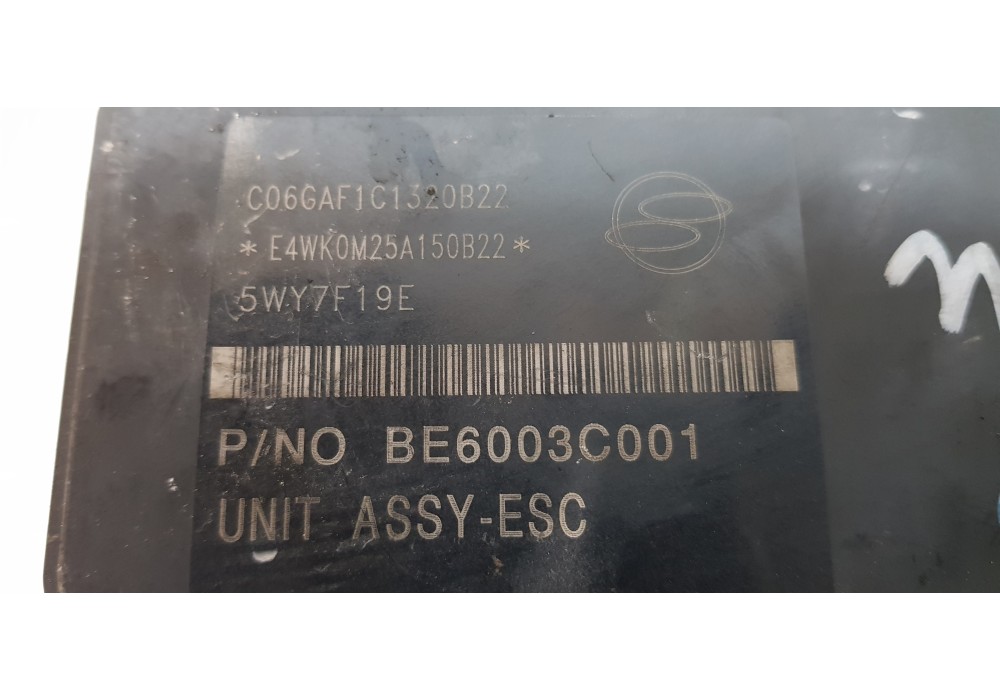 C06GAF1C1320B22
*E4WK0M25A150B22*
5WY7F19E
P/NO BE6003C001
UNIT ASSY-ESC